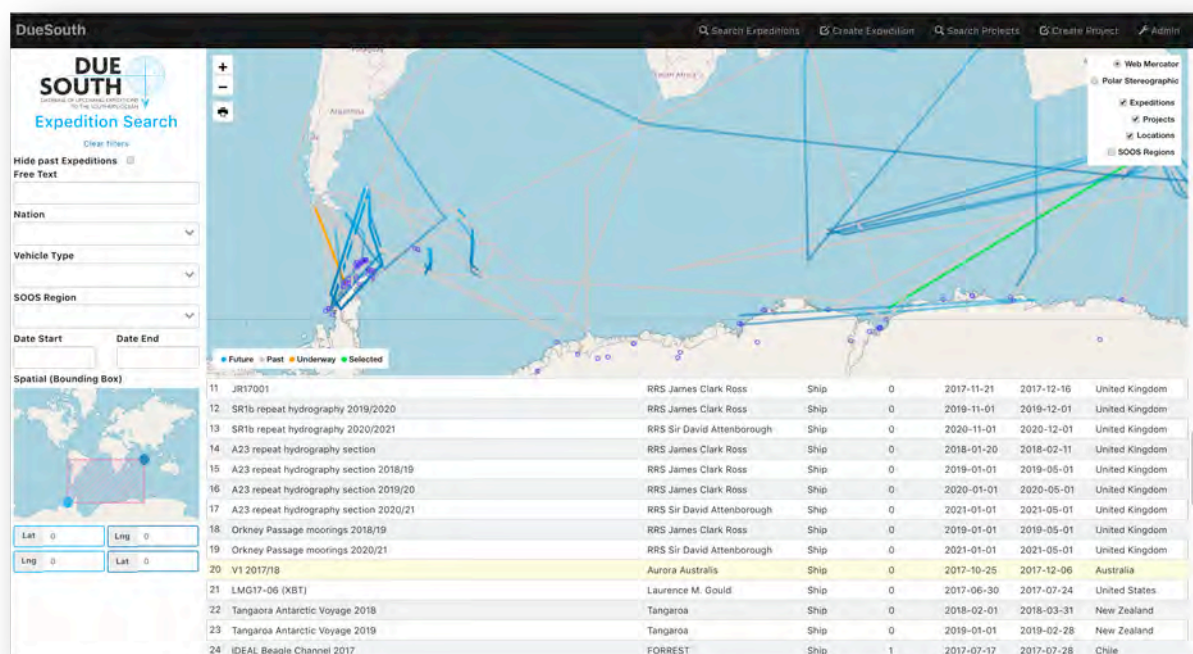 DueSouth
Search Expeditions
Create Expedition
Search Projects
Create Project
Admin
DUE
SOUTH
DATABASE OF UPCOMING EXPEDITIONS
TO THE SOUTHERN OCEAN
Expedition Search
Clear filters
Hide past Expeditions
Free Text
Nation
Vehicle Type
SOOS Region
Date Start Date End
Spatial (Bounding Box)
Lat 0 Lng 0
Lng 0 Lat 0
+
−
Argentina
South Africa
Web Mercator
Polar Stereographic
Expeditions
Projects
Locations
SOOS Regions
Future Past Underway Selected
11 JR17001 RRS James Clark Ross Ship 0 2017-11-21 2017-12-16 United Kingdom
12 SR1b repeat hydrography 2019/2020 RRS James Clark Ross Ship 0 2019-11-01 2019-12-01 United Kingdom
13 SR1b repeat hydrography 2020/2021 RRS Sir David Attenborough Ship 0 2020-11-01 2020-12-01 United Kingdom
14 A23 repeat hydrography section RRS James Clark Ross Ship 0 2018-01-20 2018-02-11 United Kingdom
15 A23 repeat hydrography section 2018/19 RRS James Clark Ross Ship 0 2019-01-01 2019-05-01 United Kingdom
16 A23 repeat hydrography section 2019/20 RRS James Clark Ross Ship 0 2020-01-01 2020-05-01 United Kingdom
17 A23 repeat hydrography section 2020/21 RRS Sir David Attenborough Ship 0 2021-01-01 2021-05-01 United Kingdom
18 Orkney Passage moorings 2018/19 RRS James Clark Ross Ship 0 2019-01-01 2019-05-01 United Kingdom
19 Orkney Passage moorings 2020/21 RRS Sir David Attenborough Ship 0 2021-01-01 2021-05-01 United Kingdom
20 V1 2017/18 Aurora Australis Ship 0 2017-10-25 2017-12-06 Australia
21 LMG17-06 (XBT) Laurence M. Gould Ship 0 2017-06-30 2017-07-24 United States
22 Tangaora Antarctic Voyage 2018 Tangaroa Ship 0 2018-02-01 2018-03-31 New Zealand
23 Tangaroa Antarctic Voyage 2019 Tangaroa Ship 0 2019-01-01 2019-02-28 New Zealand
24 IDEAL Beagle Channel 2017 FORREST Ship 1 2017-07-17 2017-07-28 Chile